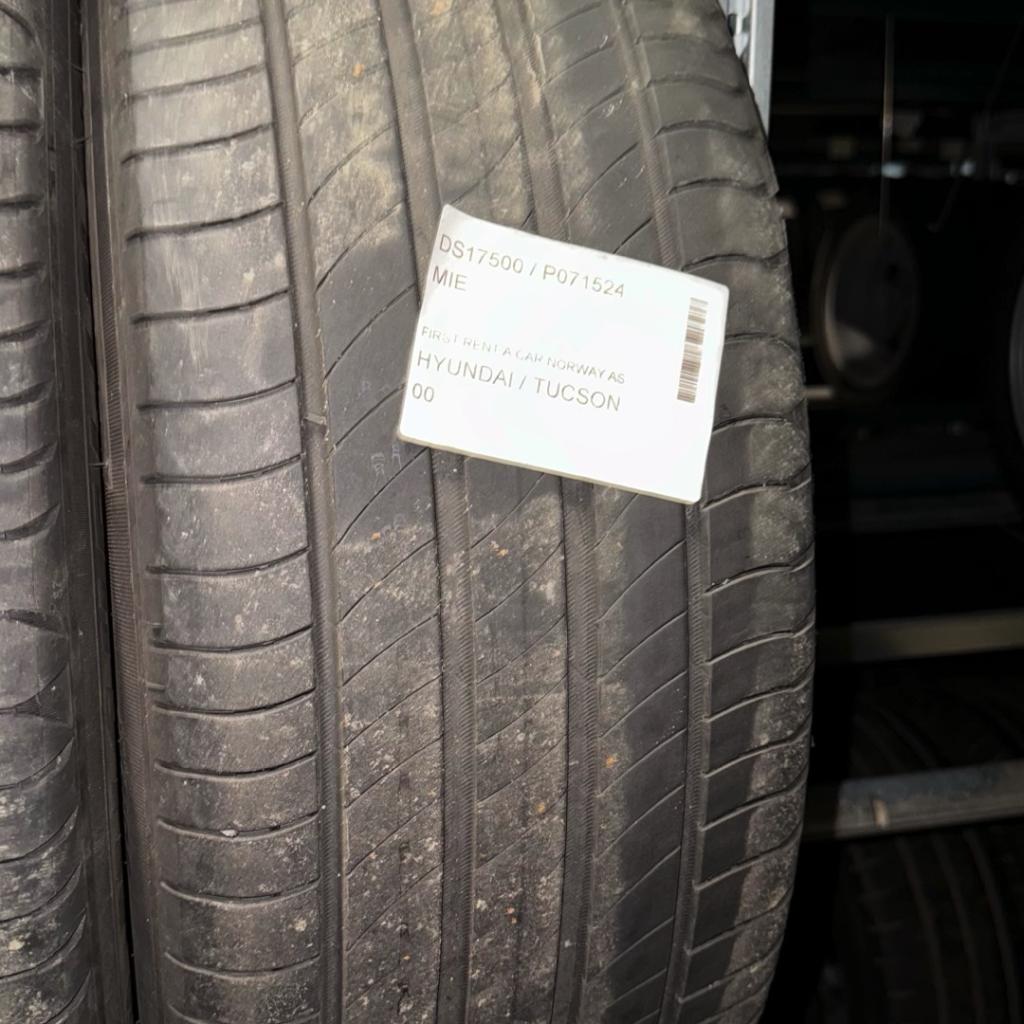 DS17500 / P071524
MIE
FIRST RENT A CAR NORWAY AS
HYUNDAI / TUCSON
00